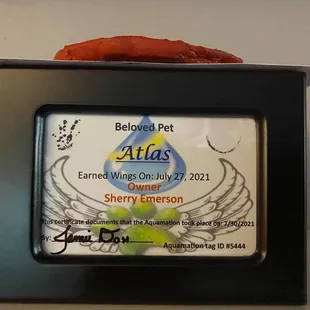 Beloved Pet
Atlas
Earned Wings On: July 27, 2021
Owner
Sherry Emerson
This certificate documents that the Aquamation took place on: 2/30/2021
By:
Aquamation tag ID #5444